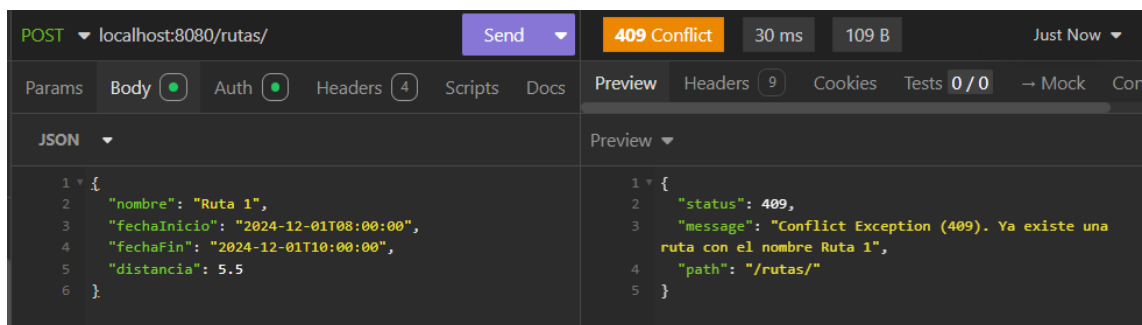 POST localhost:8080/rutas/ Send
Params Body Auth Headers 4 Scripts Docs
JSON
1 {
2 "nombre": "Ruta 1",
3 "fechaInicio": "2024-12-01T08:00:00",
4 "fechaFin": "2024-12-01T10:00:00",
5 "distancia": 5.5
6 }
409 Conflict 30 ms 109 B Just Now
Preview Headers 9 Cookies Tests 0 / 0 → Mock
Preview
1 {
2 "status": 409,
3 "message": "Conflict Exception (409). Ya existe una
ruta con el nombre Ruta 1",
4 "path": "/rutas/"
5 }